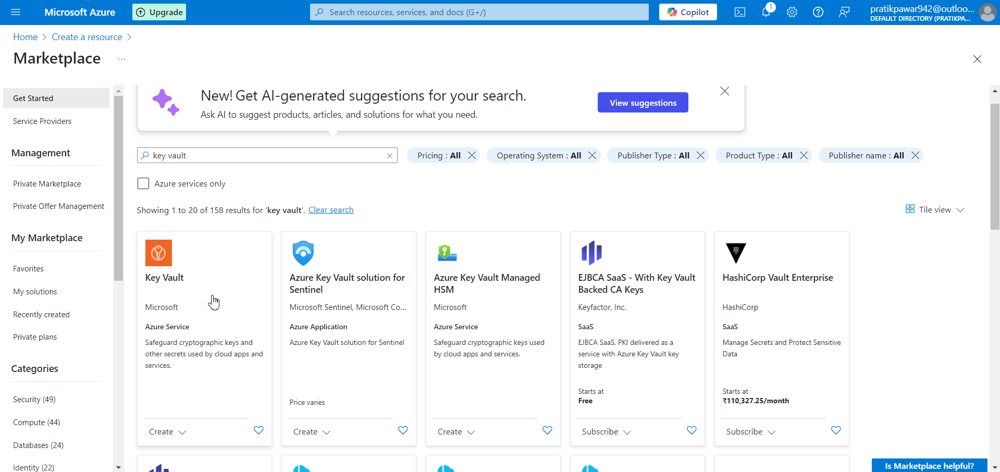 Microsoft Azure
Upgrade
Search resources, services, and docs (G+/)
Copilot
1
pratikpawar942@outloo...
DEFAULT DIRECTORY (PRATIKPA...
Home > Create a resource >
Marketplace ...
Get Started
Service Providers
Management
Private Marketplace
Private Offer Management
My Marketplace
Favorites
My solutions
Recently created
Private plans
Categories
Security (49)
Compute (44)
Databases (24)
Identity (22)
New! Get AI-generated suggestions for your search.
Ask AI to suggest products, articles, and solutions for what you need.
View suggestions
key vault
Pricing : All
Operating System : All
Publisher Type : All
Product Type : All
Publisher name : All
Azure services only
Showing 1 to 20 of 158 results for 'key vault'. Clear search
Tile view
Key Vault
Microsoft
Azure Service
Safeguard cryptographic keys and
other secrets used by cloud apps and
services.
Create
Azure Key Vault solution for
Sentinel
Microsoft Sentinel, Microsoft Co...
Azure Application
Azure Key Vault solution for Sentinel
Price varies
Create
Azure Key Vault Managed
HSM
Microsoft
Azure Service
Safeguard cryptographic keys used
by cloud apps and services.
Create
EJBCA SaaS - With Key Vault
Backed CA Keys
Keyfactor, Inc.
SaaS
EJBCA SaaS, PKI delivered as a
service with Azure Key Vault key
storage
Starts at
Free
Subscribe
HashiCorp Vault Enterprise
HashiCorp
SaaS
Manage Secrets and Protect Sensitive
Data
Starts at
₹110,327.25/month
Subscribe
Is Marketplace helpful?